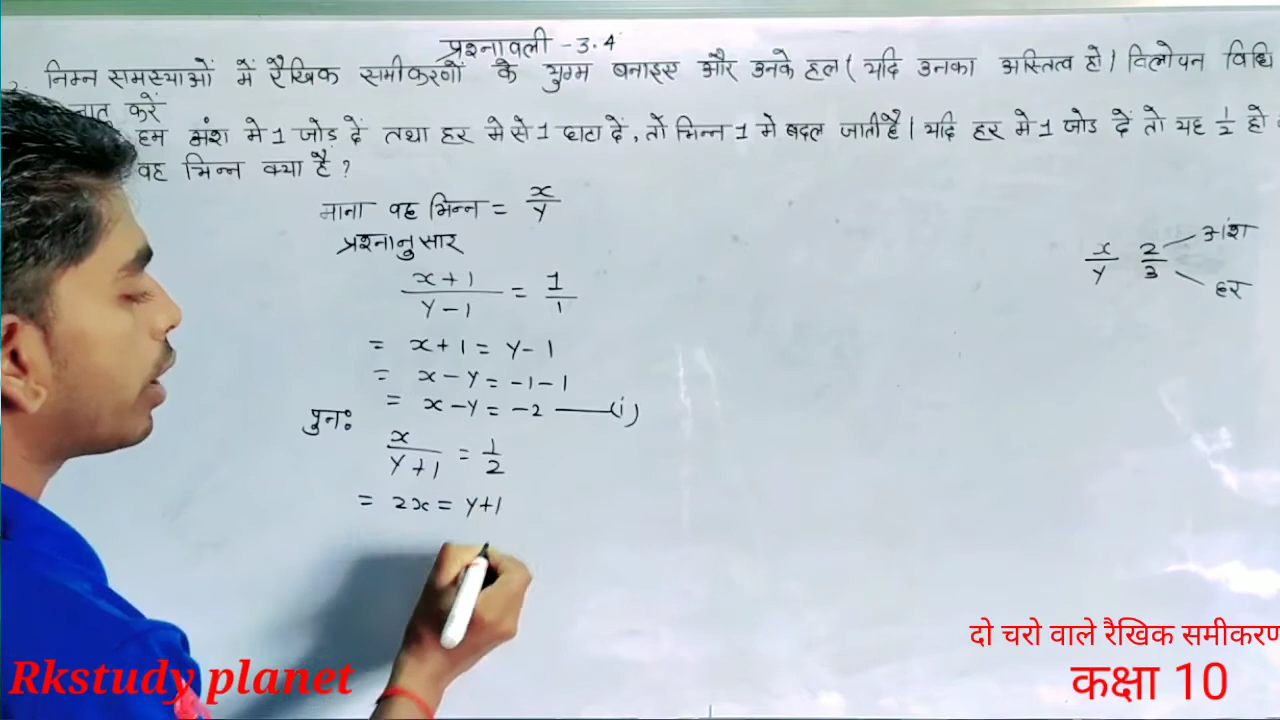 प्रश्नावली - 3.4
निम्न समस्याओं में रैखिक समीकरणों के युग्म बनाइए और उनके हल ( यदि उनका अस्तित्व हो। विलोपन विधि
करें
हम अंश मे 1 जोड़ दें तथा हर मे से 1 घटा दें, तो भिन्न 1 मे बदल जाती है। यदि हर मे 1 जोड दें तो यह 1/2 हो
वह भिन्न क्या हैं ?
माना वह भिन्न = x/y
प्रश्नानुसार
x+1/y-1 = 1/1
= x+1 = y-1
= x-y = -1-1
= x-y = -2 —(i)
पुनः
x/y+1 = 1/2
= 2x = y+1
x/y 2/3 अंश
हर
दो चरो वाले रैखिक समीकरण
कक्षा 10
Rkstudy planet